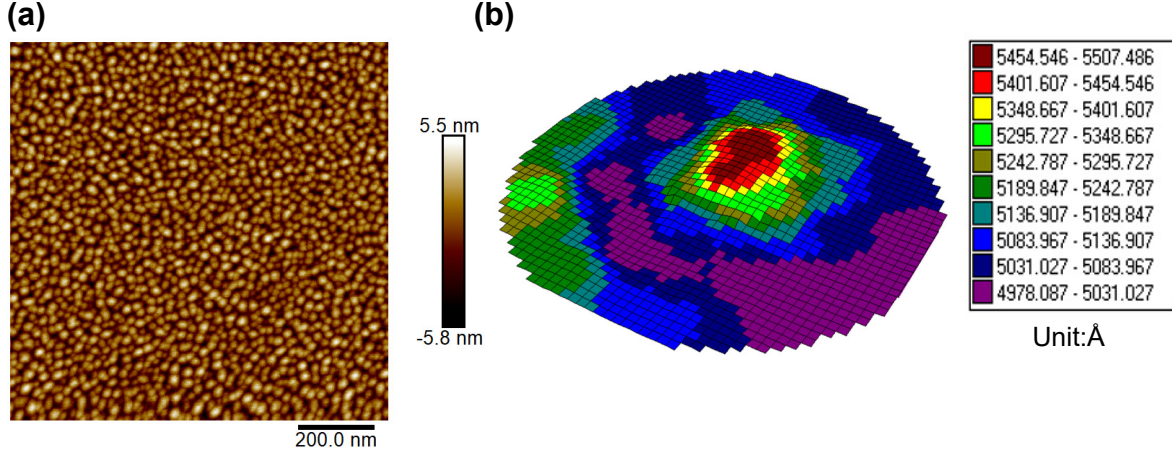 (a)
(b)
5.5 nm
-5.8 nm
200.0 nm
5454.546 - 5507.486
5401.607 - 5454.546
5348.667 - 5401.607
5295.727 - 5348.667
5242.787 - 5295.727
5189.847 - 5242.787
5136.907 - 5189.847
5083.967 - 5136.907
5031.027 - 5083.967
4978.087 - 5031.027
Unit:Å